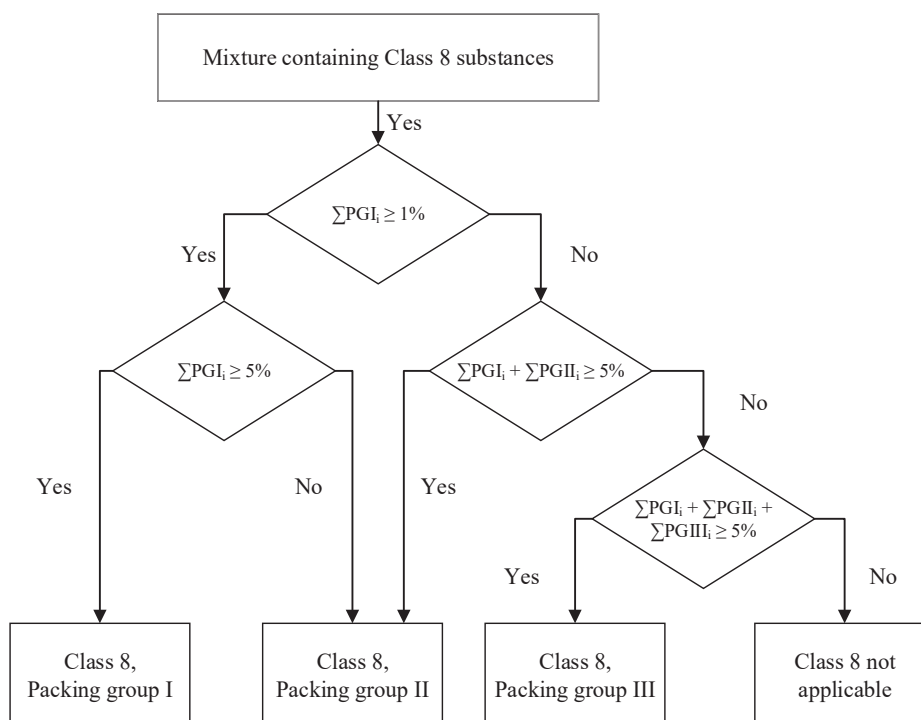 Mixture containing Class 8 substances
Yes
∑PGIᵢ ≥ 1%
Yes
No
∑PGIᵢ ≥ 5%
∑PGIᵢ + ∑PGIIᵢ ≥ 5%
No
Yes
No
Yes
∑PGIᵢ + ∑PGIIᵢ +
∑PGIIIᵢ ≥ 5%
Yes
No
Class 8,
Packing group I
Class 8,
Packing group II
Class 8,
Packing group III
Class 8 not
applicable